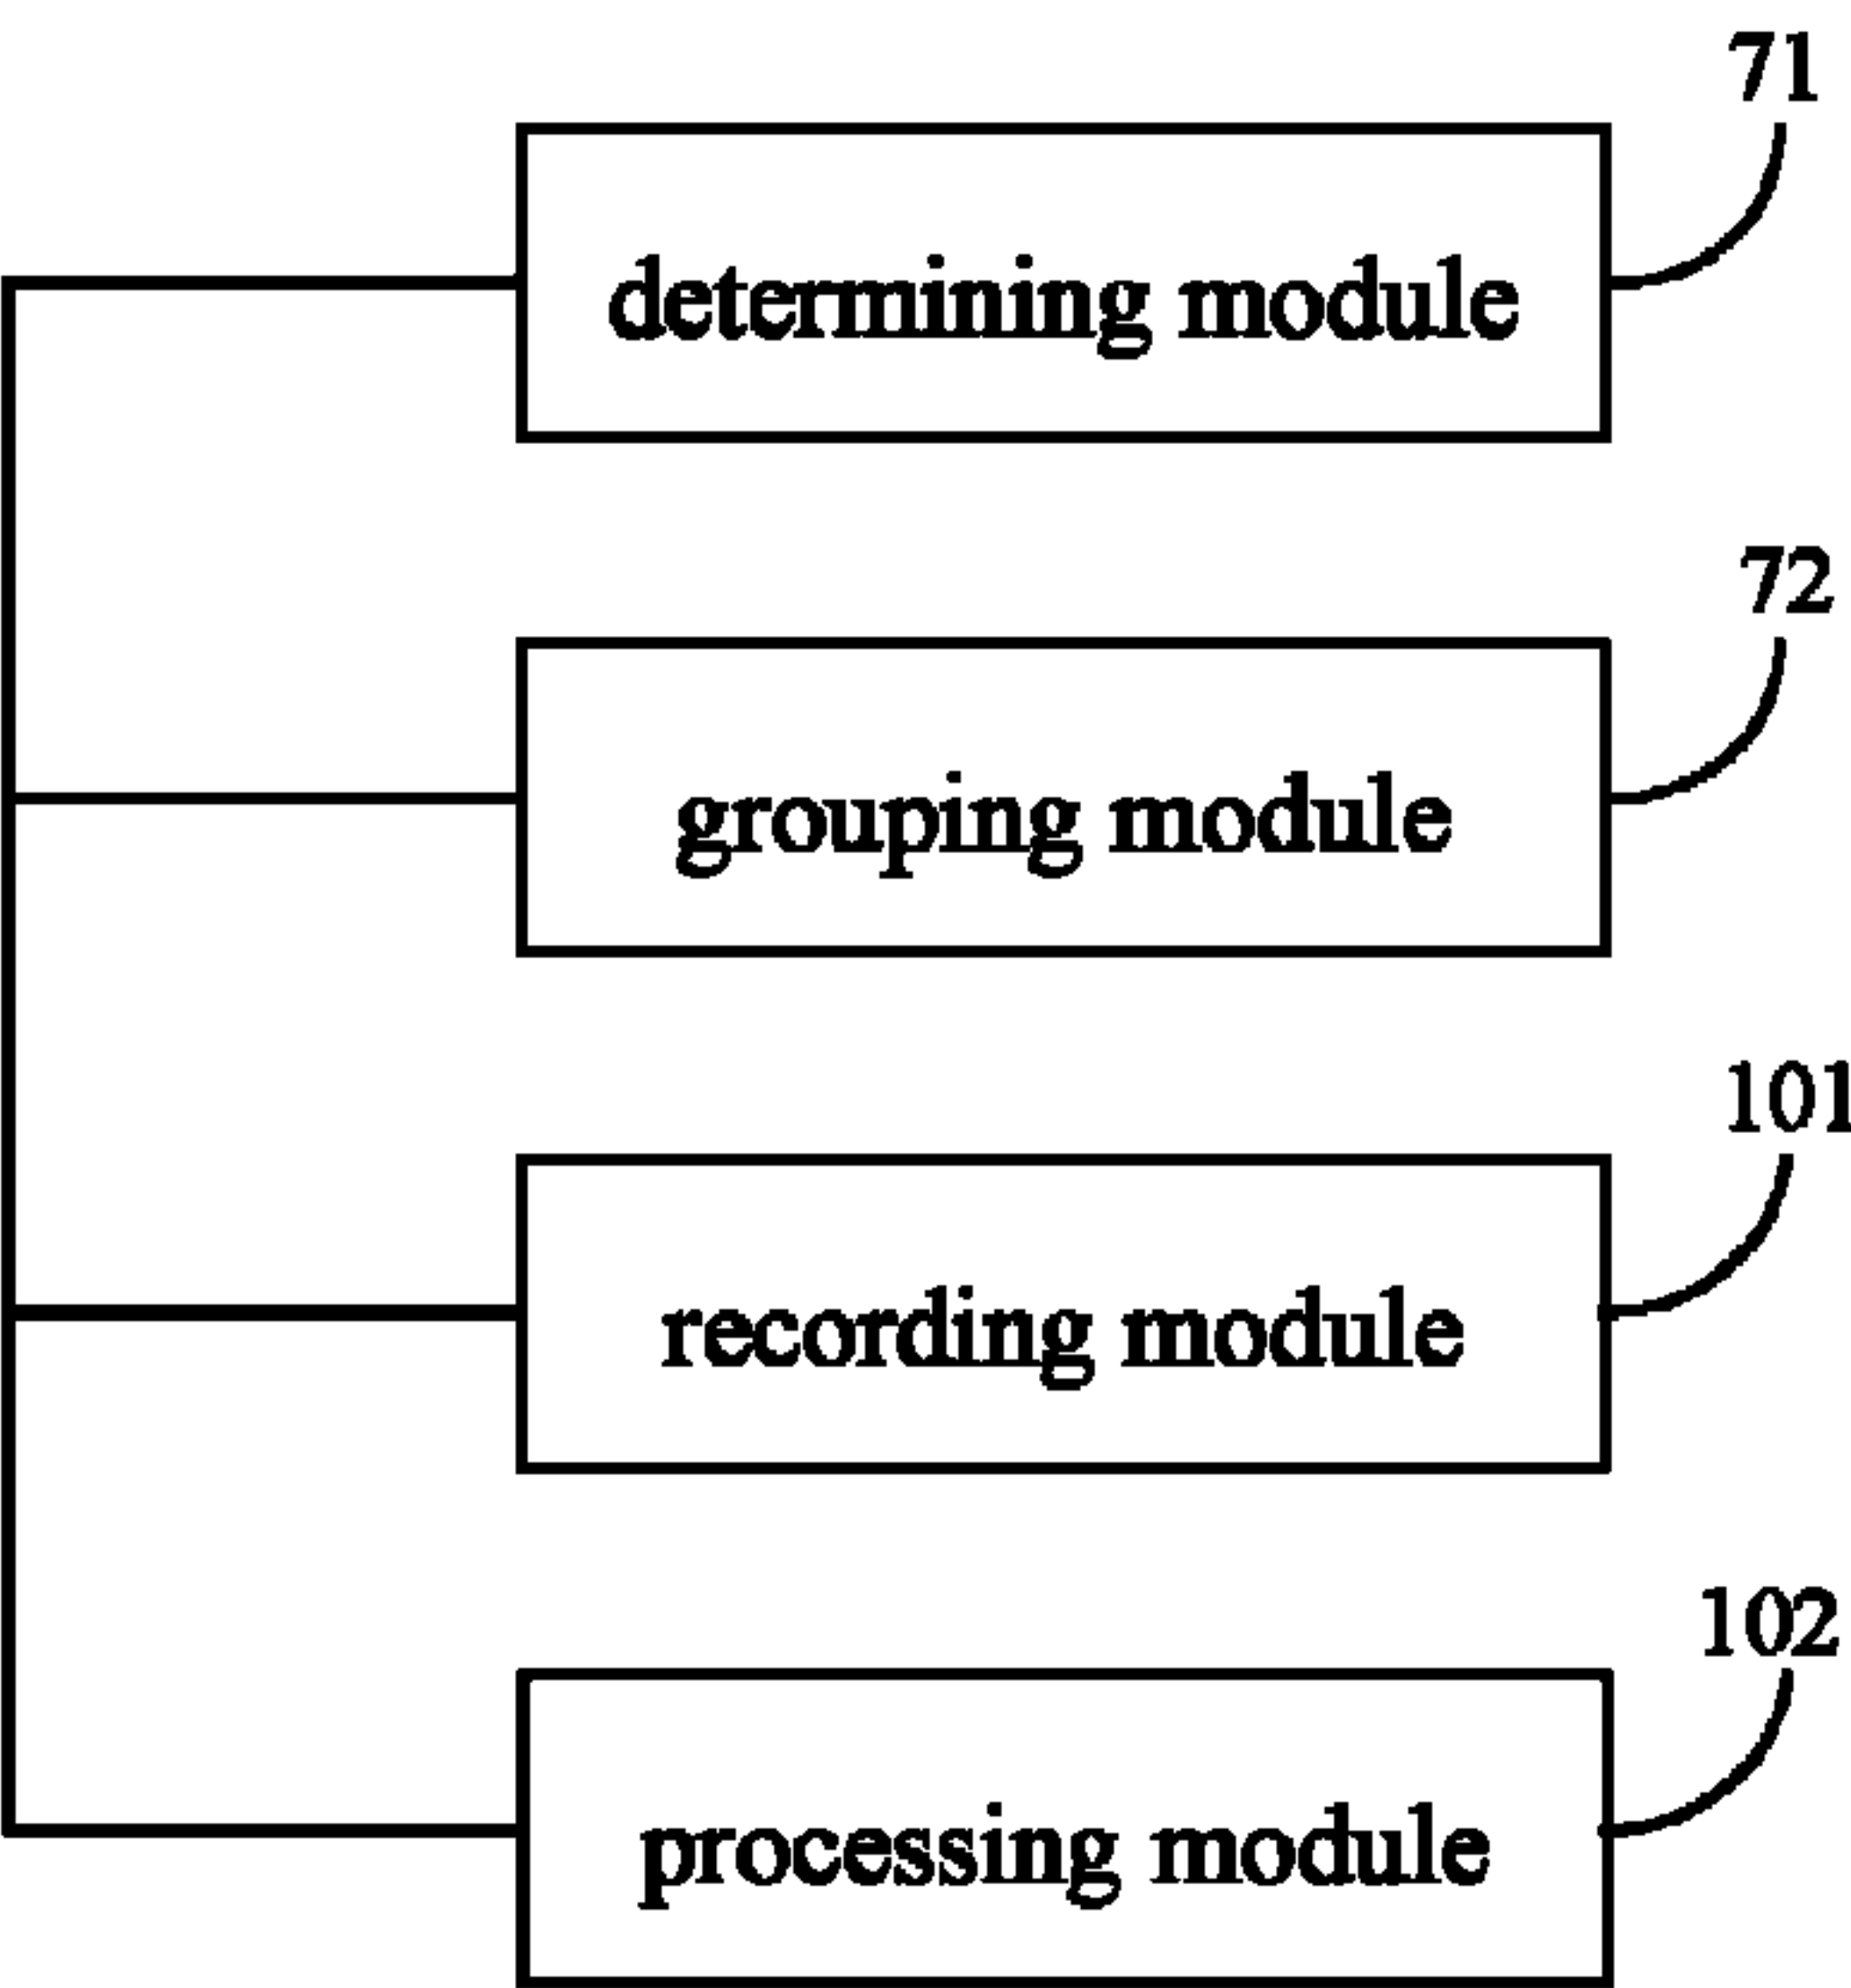 71
determining module
72
grouping module
101
recording module
102
processing module